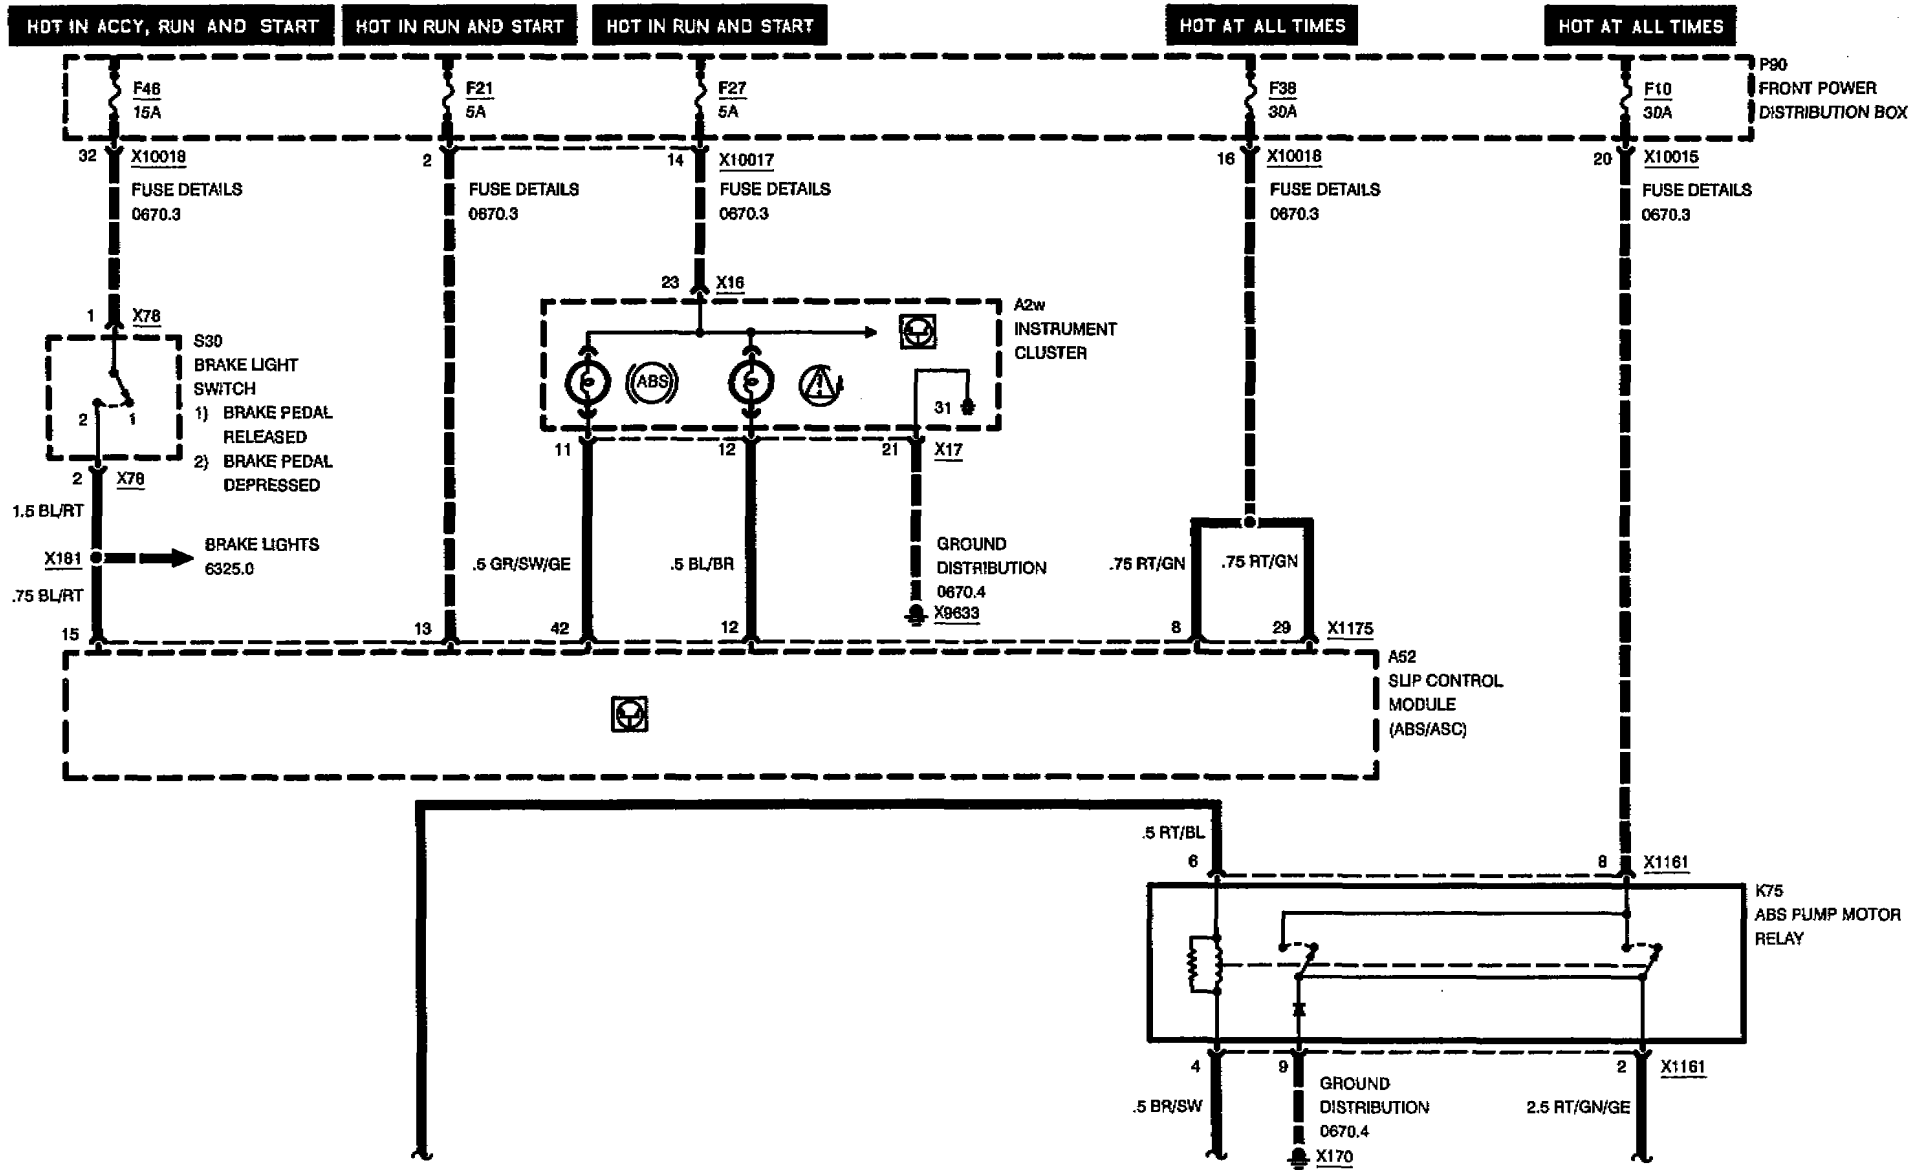 HOT IN ACCY, RUN AND START
HOT IN RUN AND START
HOT IN RUN AND START
HOT AT ALL TIMES
HOT AT ALL TIMES
F46
15A
F21
5A
F27
5A
F38
30A
F10
30A
P90
FRONT POWER
DISTRIBUTION BOX
32
X10018
2
14
X10017
16
X10018
20
X10015
FUSE DETAILS
0670.3
FUSE DETAILS
0670.3
FUSE DETAILS
0670.3
FUSE DETAILS
0670.3
FUSE DETAILS
0670.3
23
X16
1
X78
S30
BRAKE LIGHT
SWITCH
1) BRAKE PEDAL
RELEASED
2) BRAKE PEDAL
DEPRESSED
2
1
2
X78
A2w
INSTRUMENT
CLUSTER
ABS
31
11
12
21
X17
1.5 BL/RT
X181
BRAKE LIGHTS
6325.0
.75 BL/RT
.5 GR/SW/GE
.5 BL/BR
GROUND
DISTRIBUTION
0670.4
X9633
.75 RT/GN
.75 RT/GN
15
13
42
12
8
29
X1175
A52
SLIP CONTROL
MODULE
(ABS/ASC)
.5 RT/BL
6
8
X1161
K75
ABS PUMP MOTOR
RELAY
4
9
2
X1161
.5 BR/SW
GROUND
DISTRIBUTION
0670.4
X170
2.5 RT/GN/GE